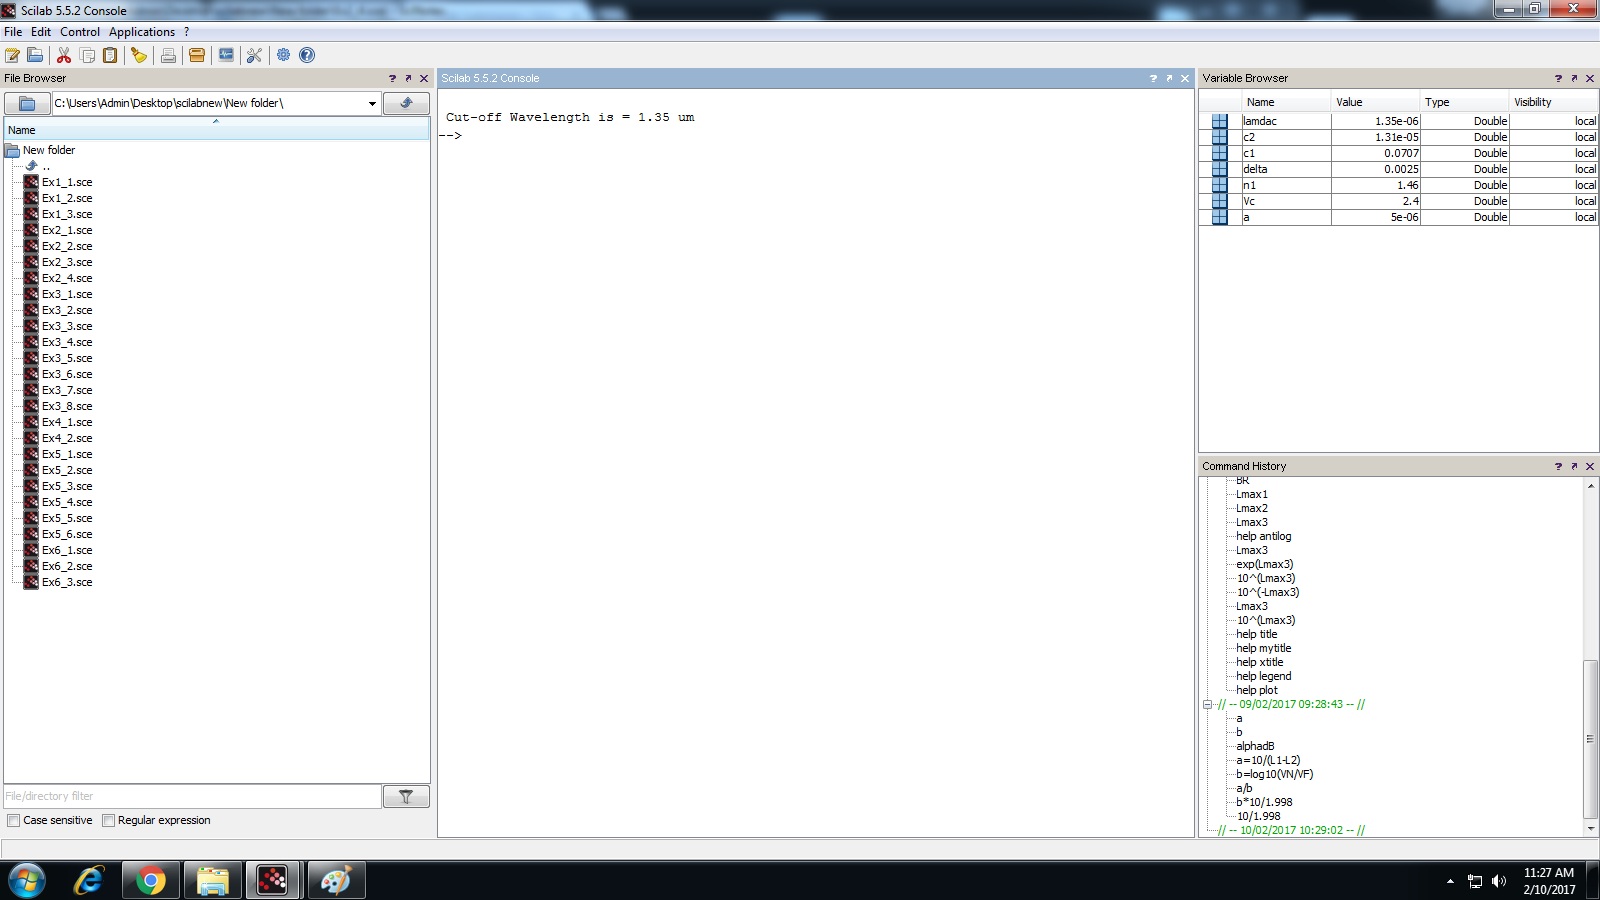 Scilab 5.5.2 Console
File Edit Control Applications ?
File Browser
C:\Users\Admin\Desktop\scilabnew\New folder\
Name
New folder
..
Ex1_1.sce
Ex1_2.sce
Ex1_3.sce
Ex2_1.sce
Ex2_2.sce
Ex2_3.sce
Ex2_4.sce
Ex3_1.sce
Ex3_2.sce
Ex3_3.sce
Ex3_4.sce
Ex3_5.sce
Ex3_6.sce
Ex3_7.sce
Ex3_8.sce
Ex4_1.sce
Ex4_2.sce
Ex5_1.sce
Ex5_2.sce
Ex5_3.sce
Ex5_4.sce
Ex5_5.sce
Ex5_6.sce
Ex6_1.sce
Ex6_2.sce
Ex6_3.sce
File/directory filter
Case sensitive Regular expression
Scilab 5.5.2 Console
Cut-off Wavelength is = 1.35 um
-->
Variable Browser
Name Value Type Visibility
lamdac 1.35e-06 Double local
c2 1.31e-05 Double local
c1 0.0707 Double local
delta 0.0025 Double local
n1 1.46 Double local
Vc 2.4 Double local
a 5e-06 Double local
Command History
BR
Lmax1
Lmax2
Lmax3
help antilog
Lmax3
exp(Lmax3)
10^(Lmax3)
10^(-Lmax3)
Lmax3
10^(Lmax3)
help title
help mytitle
help xtitle
help legend
help plot
// -- 09/02/2017 09:28:43 -- //
a
b
alphadB
a=10/(L1-L2)
b=log10(VN/VF)
a/b
b*10/1.998
10/1.998
// -- 10/02/2017 10:29:02 -- //
11:27 AM
2/10/2017